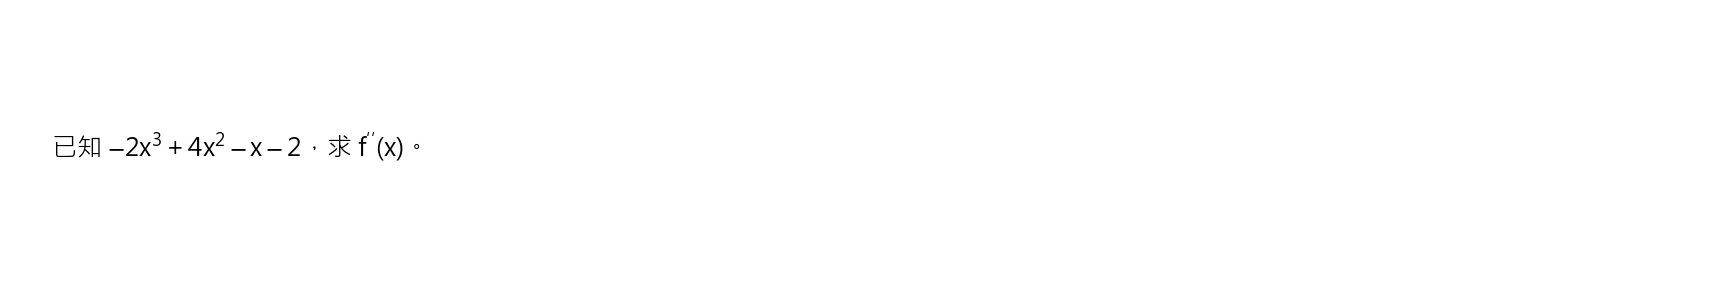 已知 –2x³ + 4x² – x – 2，求 f''(x)。